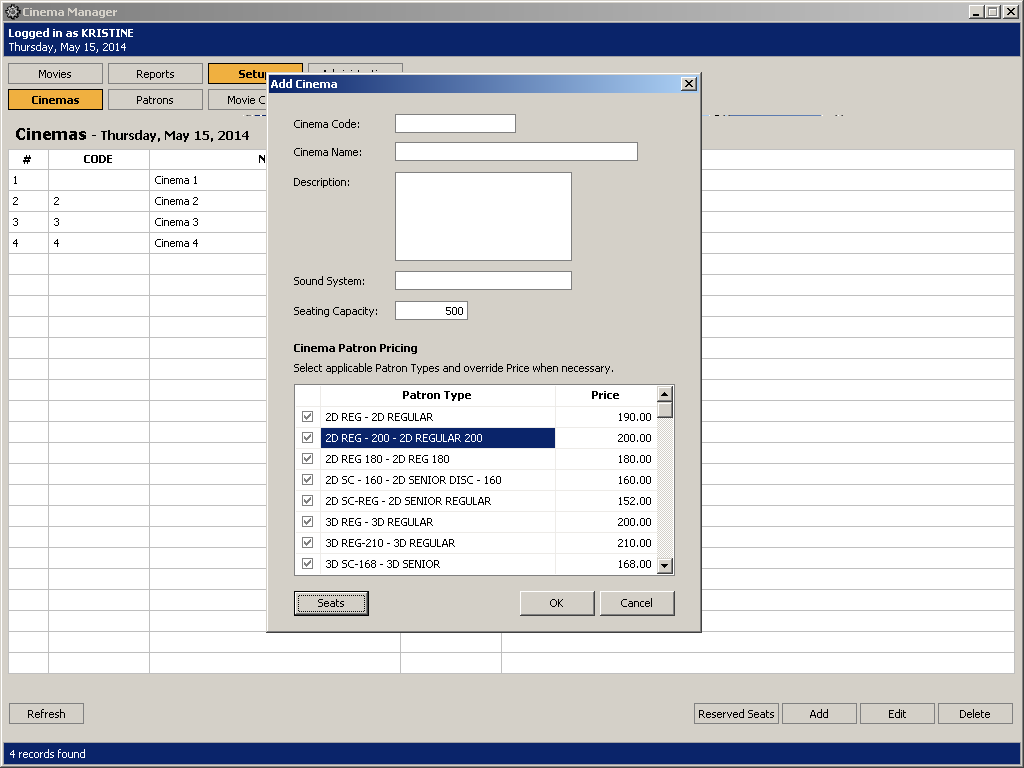 Cinema Manager
Logged in as KRISTINE
Thursday, May 15, 2014
Movies Reports
Cinemas Patrons Movie C
Cinemas - Thursday, May 15, 2014
# CODE N
1 Cinema 1
2 2 Cinema 2
3 3 Cinema 3
4 4 Cinema 4
Add Cinema
Cinema Code:
Cinema Name:
Description:
Sound System:
Seating Capacity: 500
Cinema Patron Pricing
Select applicable Patron Types and override Price when necessary.
Patron Type Price
2D REG - 2D REGULAR 190.00
2D REG - 200 - 2D REGULAR 200 200.00
2D REG 180 - 2D REG 180 180.00
2D SC - 160 - 2D SENIOR DISC - 160 160.00
2D SC-REG - 2D SENIOR REGULAR 152.00
3D REG - 3D REGULAR 200.00
3D REG-210 - 3D REGULAR 210.00
3D SC-168 - 3D SENIOR 168.00
Seats OK Cancel
Refresh Reserved Seats Add Edit Delete
4 records found